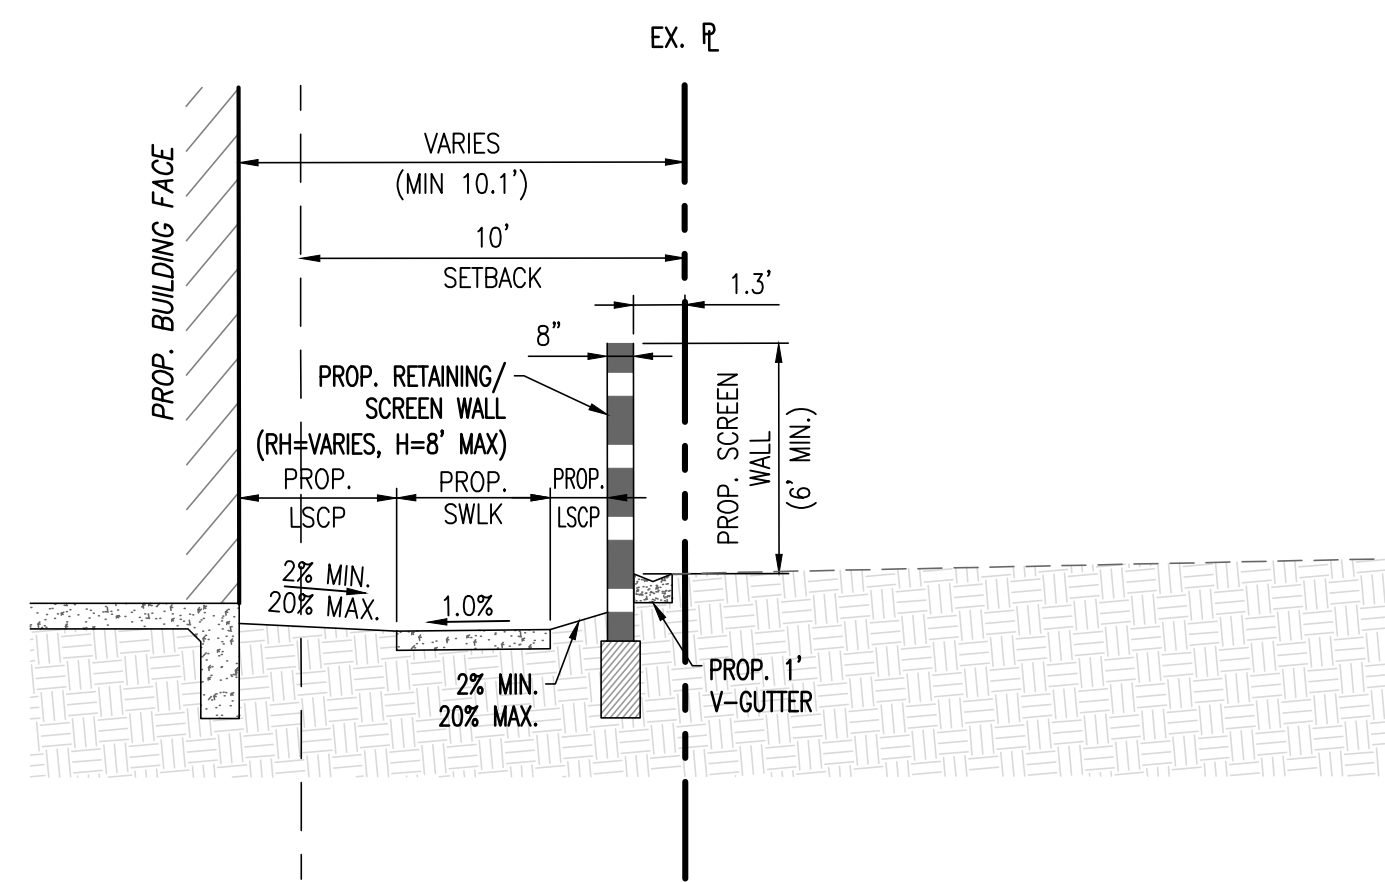 EX. ⅊
VARIES
(MIN 10.1')
10'
SETBACK
1.3'
8"
PROP. BUILDING FACE
PROP. RETAINING/
SCREEN WALL
(RH=VARIES, H=8' MAX)
PROP. SCREEN
WALL
(6' MIN.)
PROP.
LSCP
PROP.
SWLK
PROP.
LSCP
2% MIN.
20% MAX.
1.0%
2% MIN.
20% MAX.
PROP. 1'
V-GUTTER